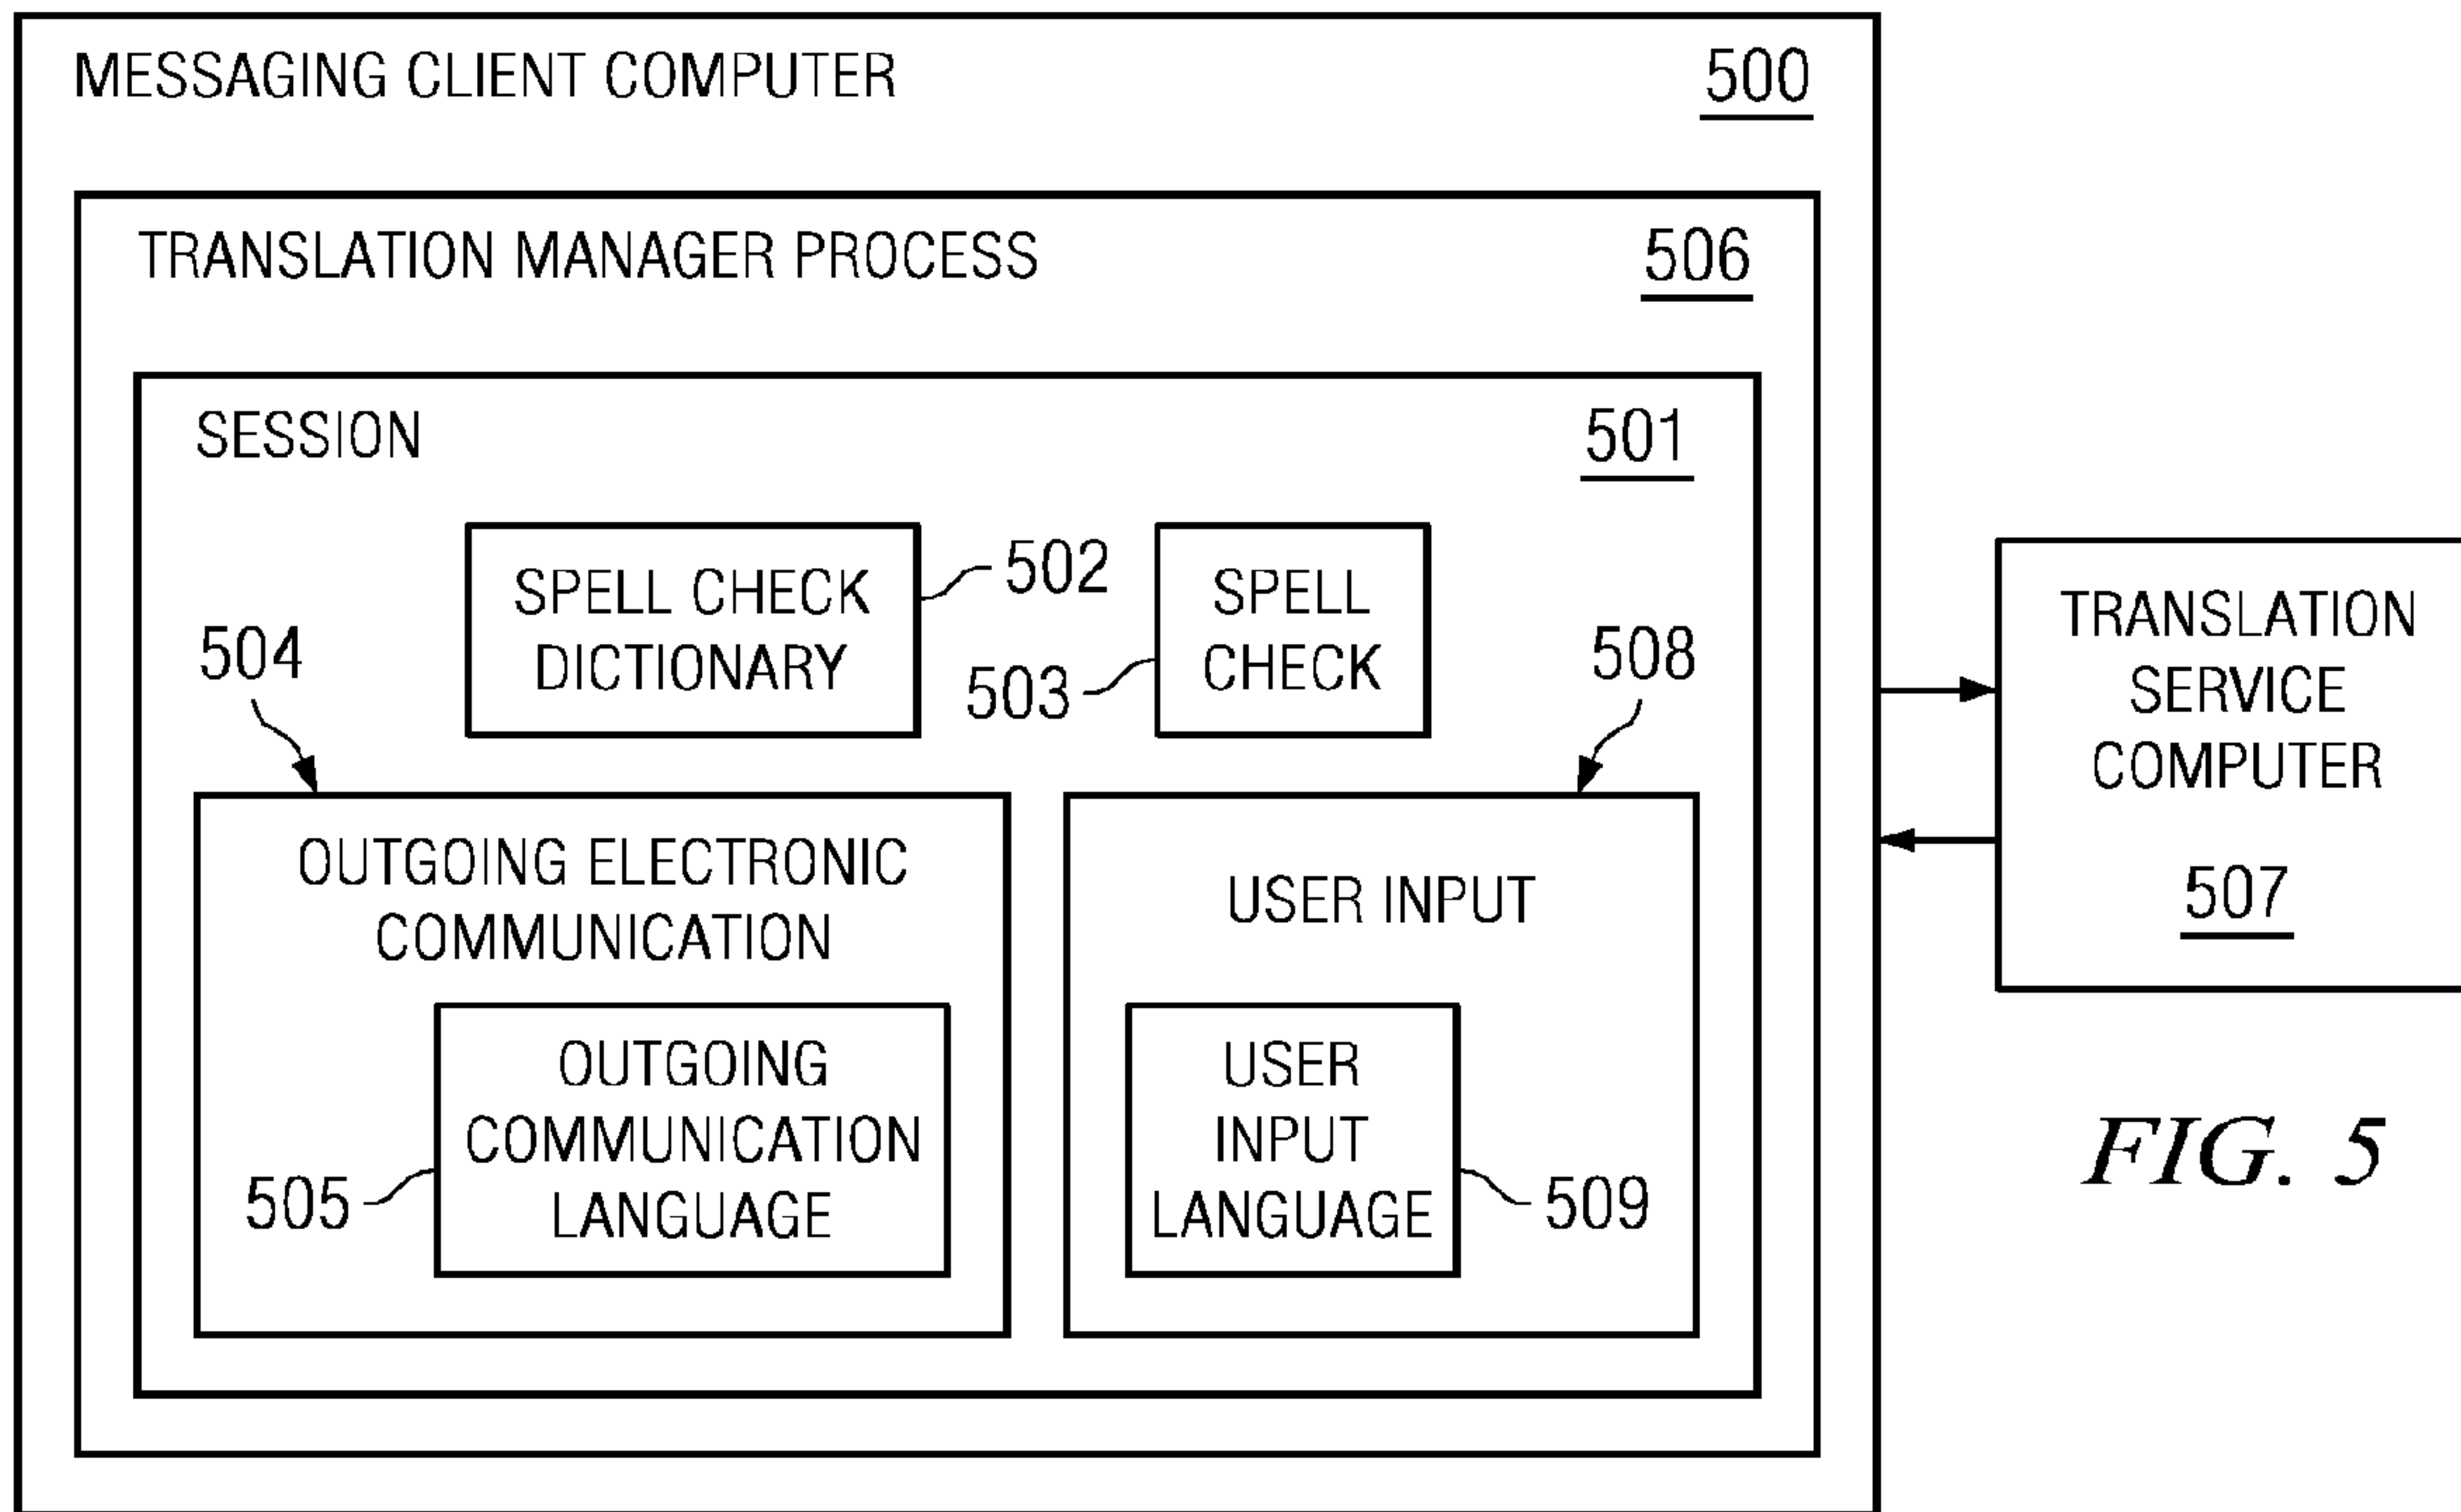 MESSAGING CLIENT COMPUTER
500
TRANSLATION MANAGER PROCESS
506
SESSION
501
SPELL CHECK
DICTIONARY
502
503
SPELL
CHECK
504
508
OUTGOING ELECTRONIC
COMMUNICATION
OUTGOING
COMMUNICATION
LANGUAGE
505
USER INPUT
USER
INPUT
LANGUAGE
509
TRANSLATION
SERVICE
COMPUTER
507
FIG. 5